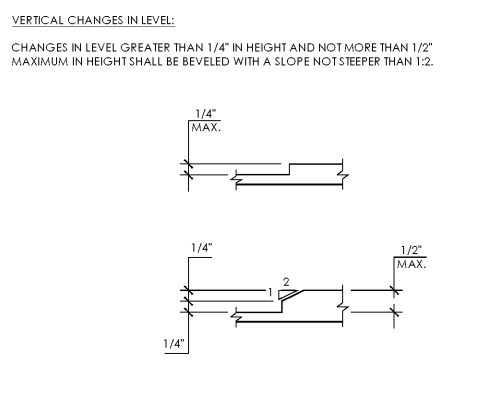 VERTICAL CHANGES IN LEVEL:
CHANGES IN LEVEL GREATER THAN 1/4" IN HEIGHT AND NOT MORE THAN 1/2"
MAXIMUM IN HEIGHT SHALL BE BEVELED WITH A SLOPE NOT STEEPER THAN 1:2.
1/4"
MAX.
1/4"
1/2"
MAX.
2
1
1/4"